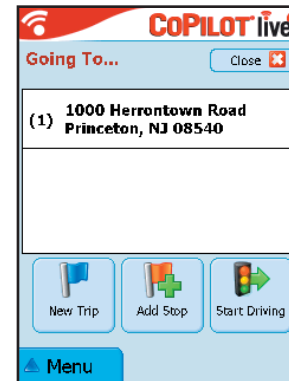 CoPILOT live
Going To...
Close
(1) 1000 Herrontown Road
Princeton, NJ 08540
New Trip
Add Stop
Start Driving
Menu